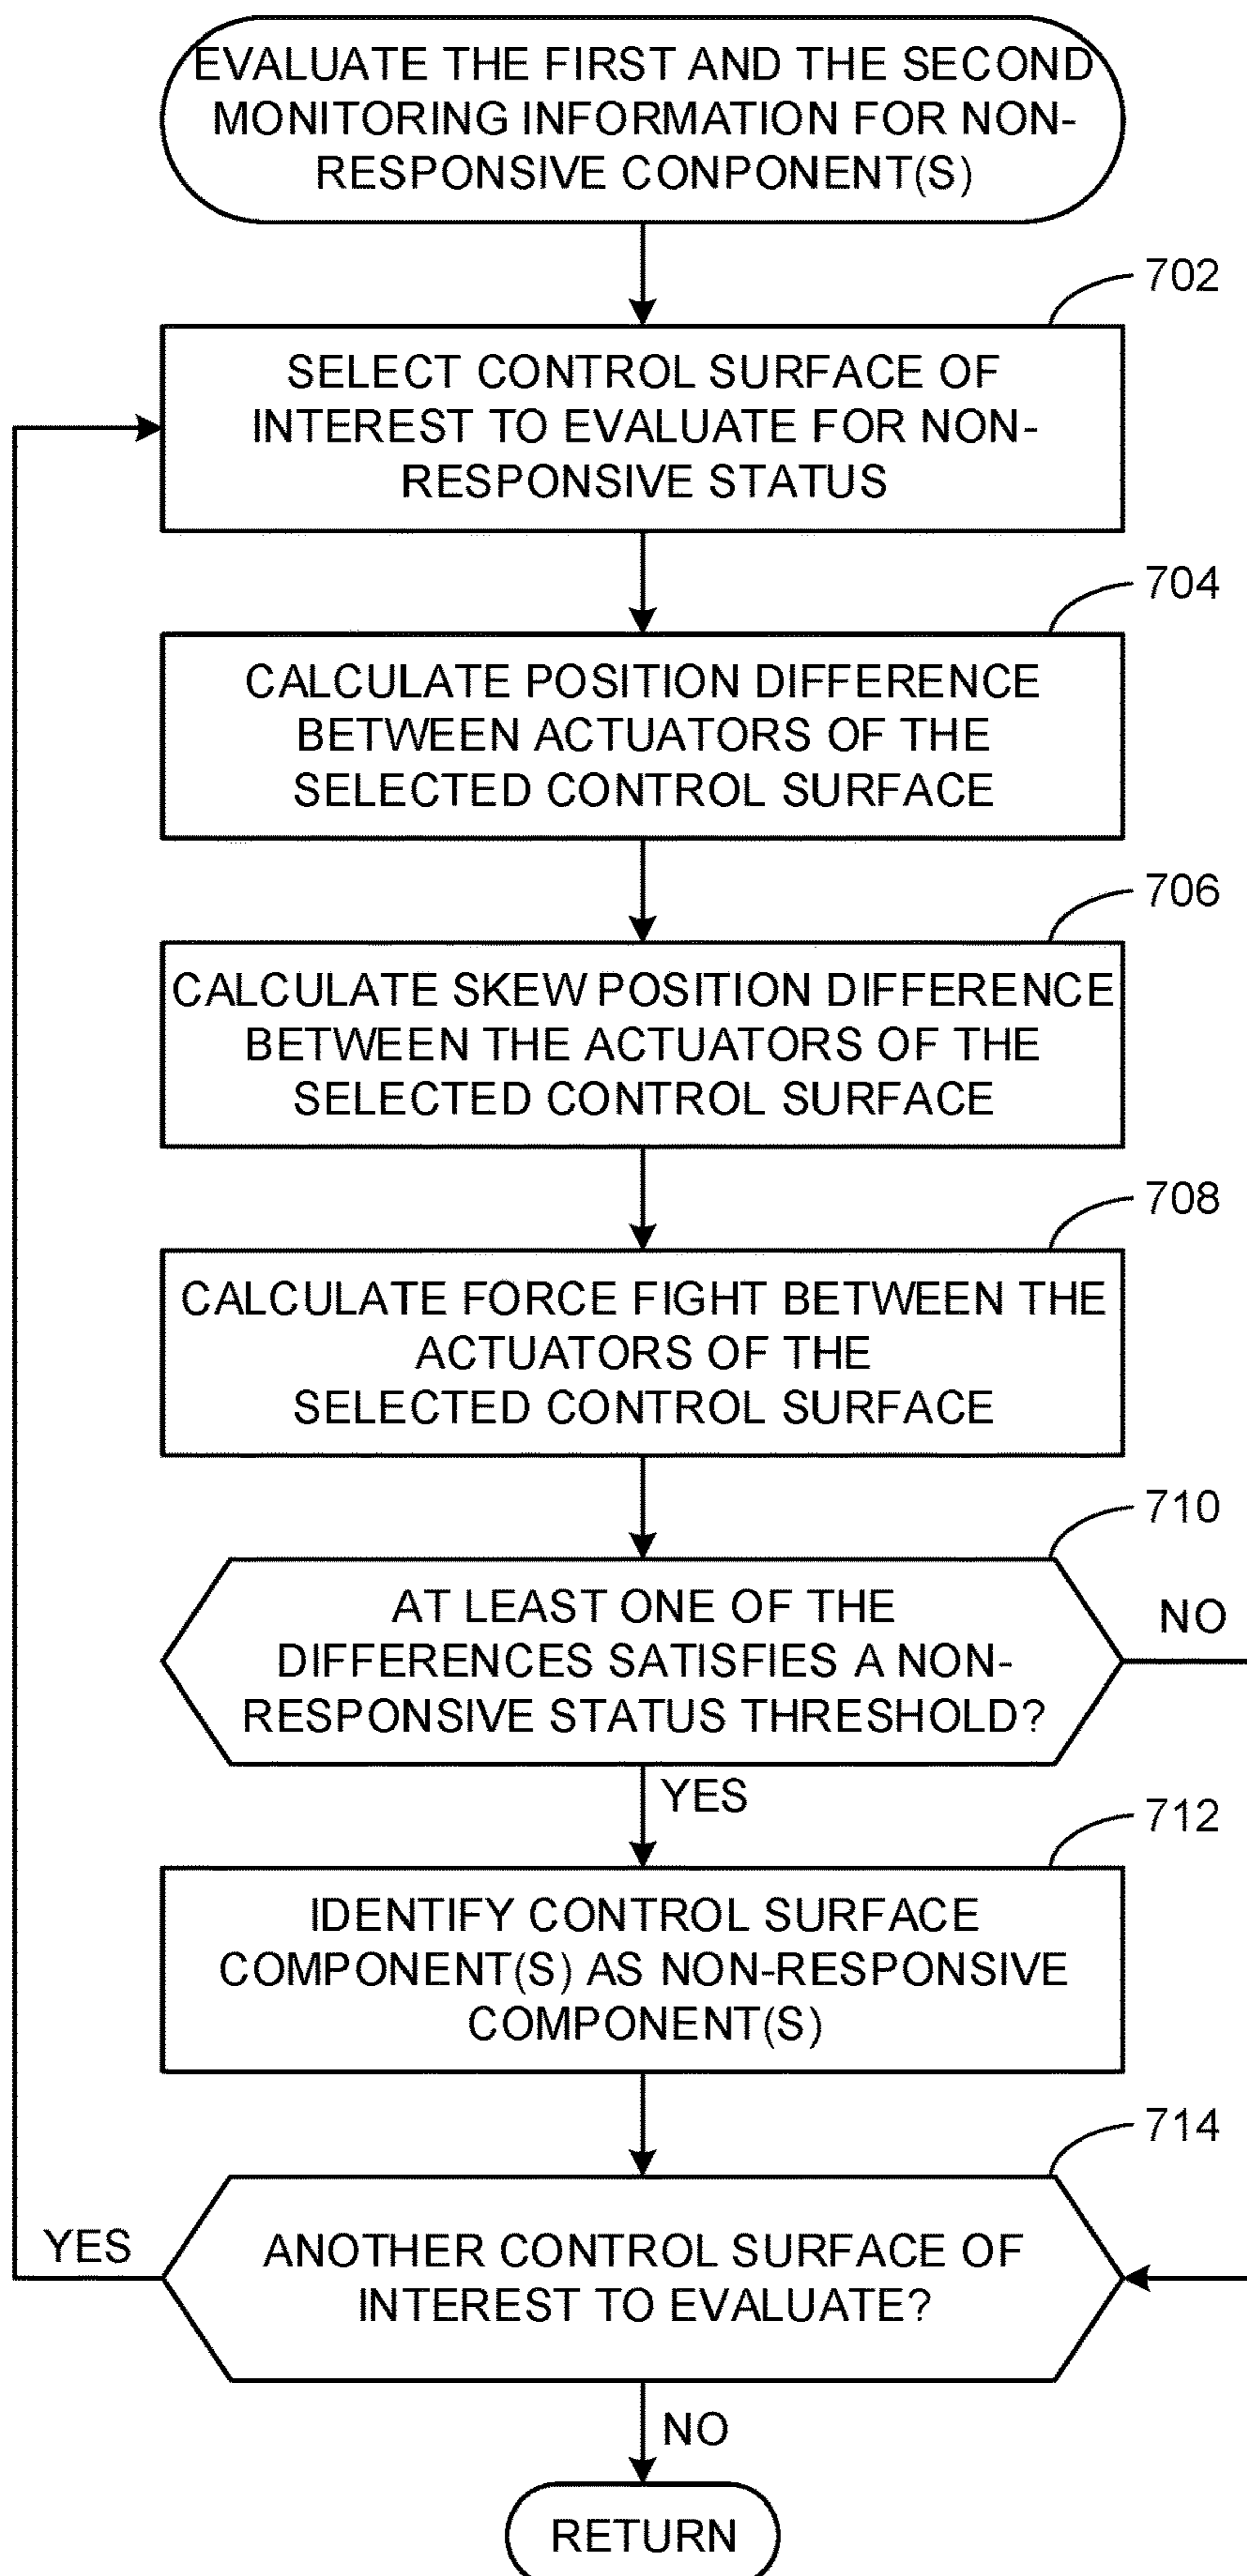 EVALUATE THE FIRST AND THE SECOND
MONITORING INFORMATION FOR NON-
RESPONSIVE CONPONENT(S)
702
SELECT CONTROL SURFACE OF
INTEREST TO EVALUATE FOR NON-
RESPONSIVE STATUS
704
CALCULATE POSITION DIFFERENCE
BETWEEN ACTUATORS OF THE
SELECTED CONTROL SURFACE
706
CALCULATE SKEW POSITION DIFFERENCE
BETWEEN THE ACTUATORS OF THE
SELECTED CONTROL SURFACE
708
CALCULATE FORCE FIGHT BETWEEN THE
ACTUATORS OF THE
SELECTED CONTROL SURFACE
710
AT LEAST ONE OF THE
DIFFERENCES SATISFIES A NON-
RESPONSIVE STATUS THRESHOLD?
NO
YES
712
IDENTIFY CONTROL SURFACE
COMPONENT(S) AS NON-RESPONSIVE
COMPONENT(S)
714
ANOTHER CONTROL SURFACE OF
INTEREST TO EVALUATE?
YES
NO
RETURN